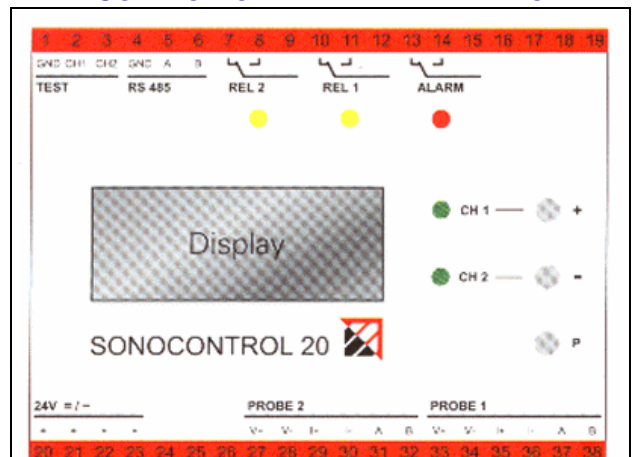 1 2 3 4 5 6 7 8 9 10 11 12 13 14 15 16 17 18 19
GND CH1 CH2 GND A B
TEST RS 485 REL 2 REL 1 ALARM
CH 1 +
Display
CH 2 -
SONOCONTROL 20 P
24V = / ~ PROBE 2 PROBE 1
V- I- A B V- V- I+ I- A B
20 21 22 23 24 25 26 27 28 29 30 31 32 33 34 35 36 37 38